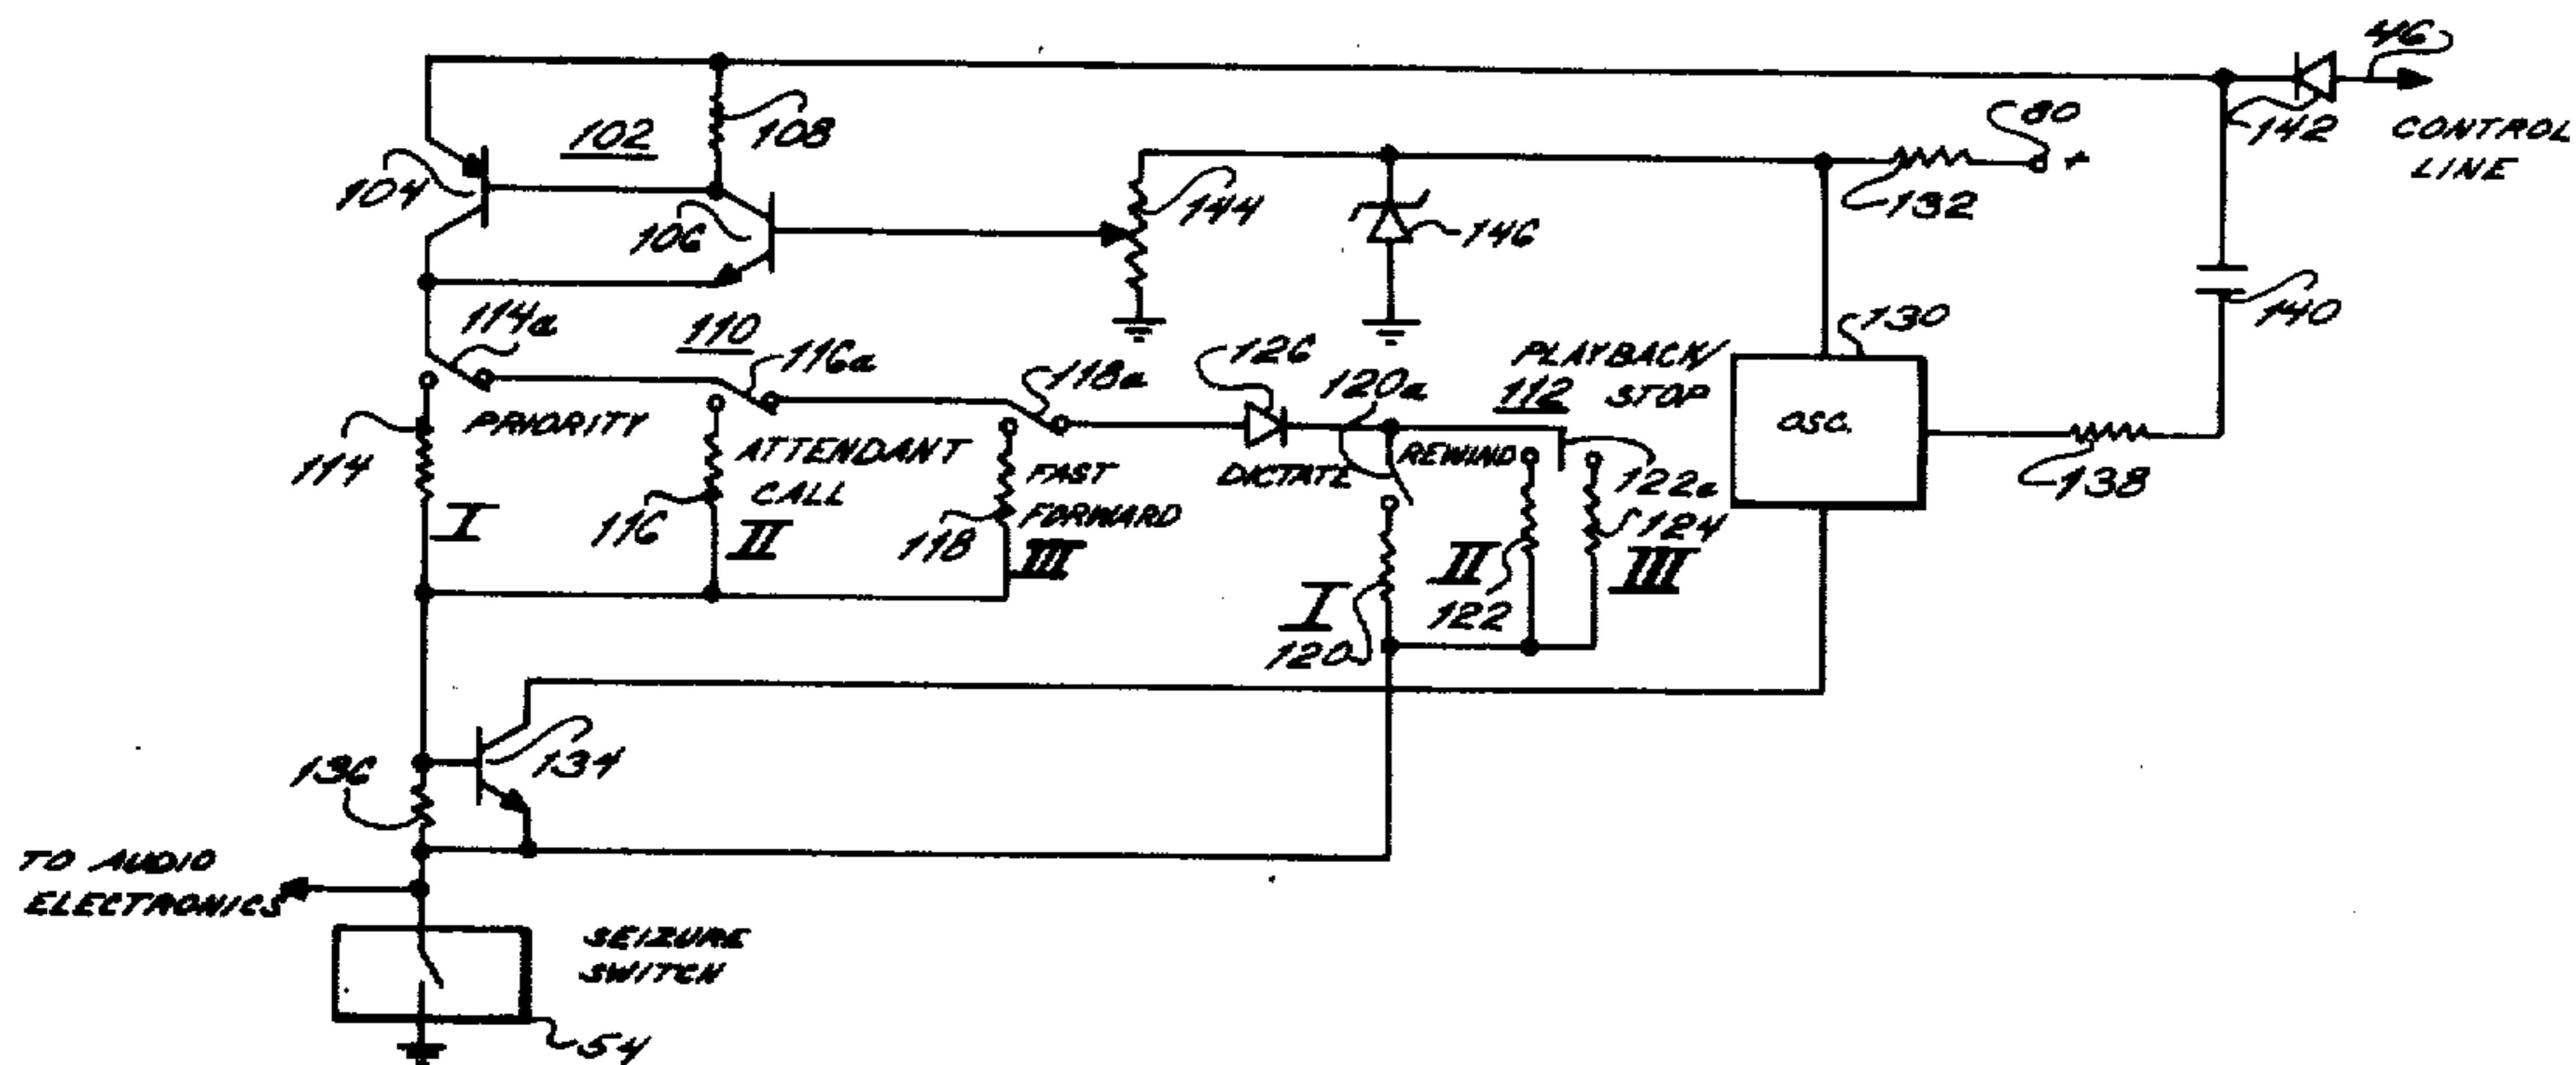 46
80
102
108
142
CONTROL
LINE
104
106
144
146
132
114a
110
116a
126
118a
120a
PLAYBACK/
112 STOP
130
140
OSC.
PRIORITY
ATTENDANT
CALL
FAST
FORWARD
DICTATE
REWIND
122a
124
138
114
I
116
II
118
III
I
120
II
122
III
136
134
TO AUDIO
ELECTRONICS
SEIZURE
SWITCH
54
+